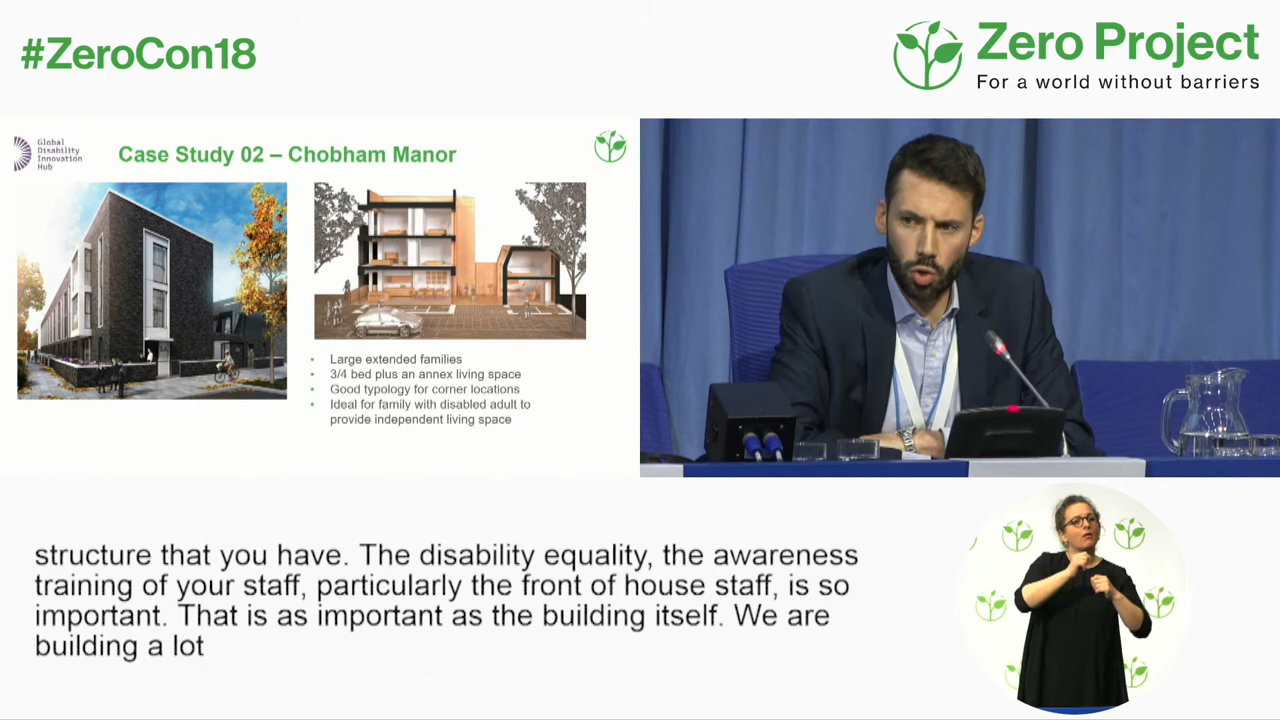 #ZeroCon18
Zero Project
For a world without barriers
Global
Disability
Innovation
Hub
Case Study 02 – Chobham Manor
• Large extended families
• 3/4 bed plus an annex living space
• Good typology for corner locations
• Ideal for family with disabled adult to
provide independent living space
structure that you have. The disability equality, the awareness
training of your staff, particularly the front of house staff, is so
important. That is as important as the building itself. We are
building a lot